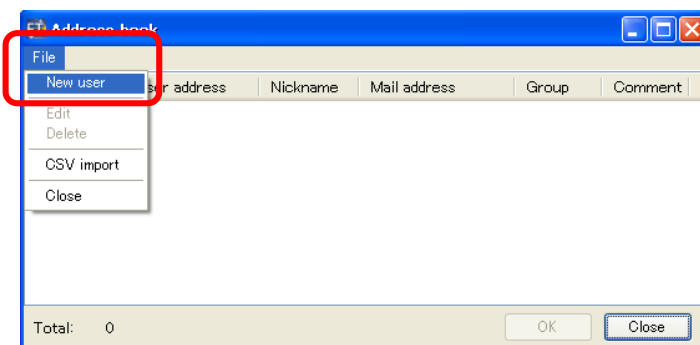 Address book
File
New user
ser address Nickname Mail address Group Comment
Edit
Delete
CSV import
Close
Total: 0 OK Close